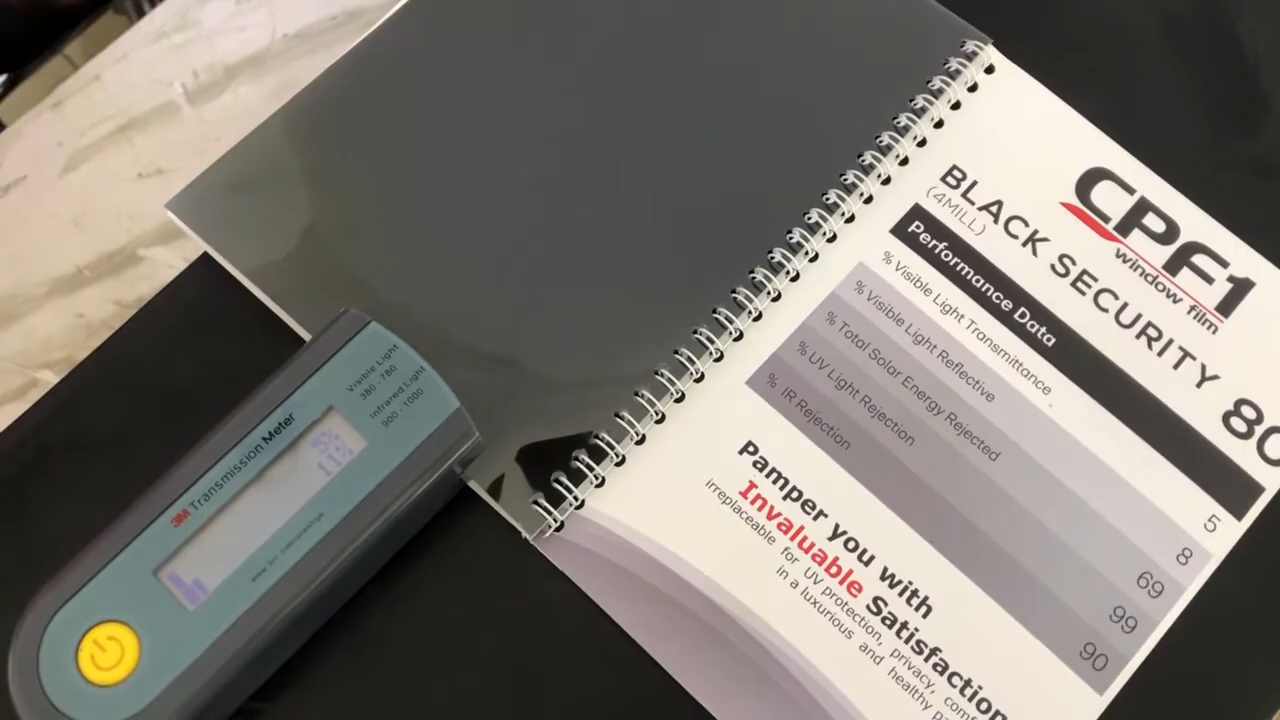 CPF1
window film
BLACK SECURITY 80
(4MILL)
Performance Data
% Visible Light Transmittance 5
% Visible Light Reflective 8
% Total Solar Energy Rejected 69
% UV Light Rejection 99
% IR Rejection 90
Pamper you with
Invaluable Satisfaction
irreplaceable for UV protection, privacy,
in a luxurious and healthy
Visible Light
380 - 780
Infrared Light
900 - 1000
3M Transmission Meter
5%
11%